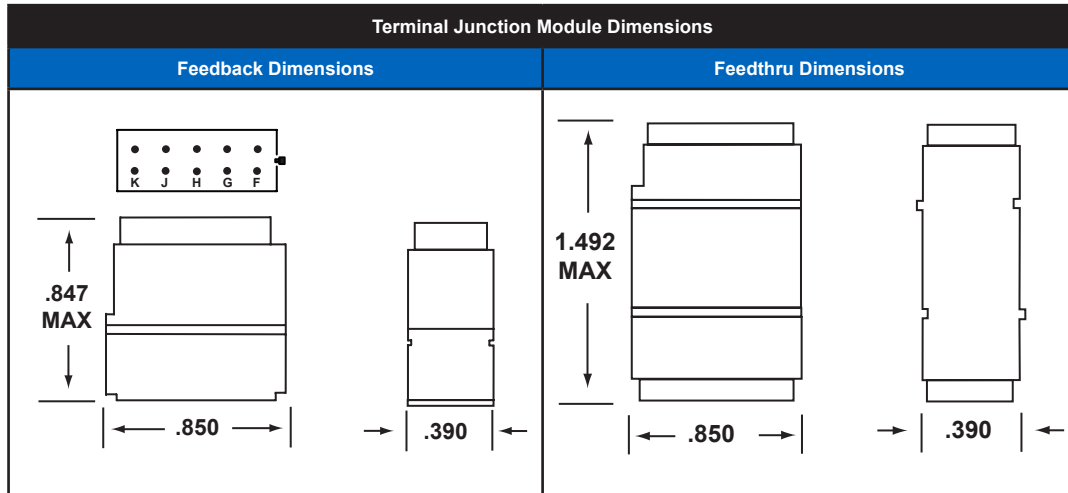 Terminal Junction Module Dimensions
Feedback Dimensions
Feedthru Dimensions
K J H G F
.847
MAX
.850
.390
1.492
MAX
.850
.390